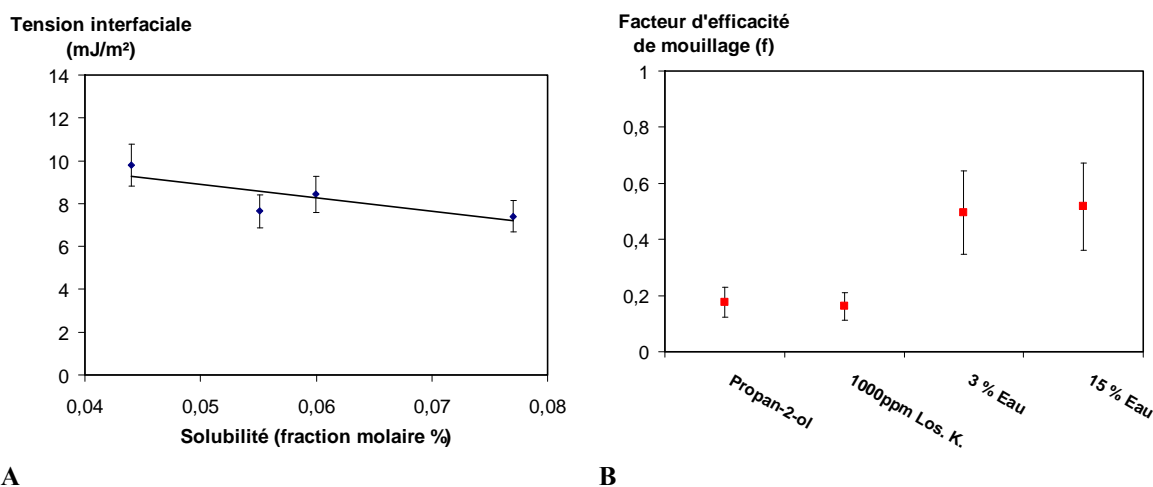 Tension interfaciale
(mJ/m²)
14
12
10
8
6
4
2
0
0,04 0,05 0,06 0,07 0,08
Solubilité (fraction molaire %)
A
Facteur d'efficacité
de mouillage (f)
1
0,8
0,6
0,4
0,2
0
Propan-2-ol
1000ppm Los. K.
3 % Eau
15 % Eau
B